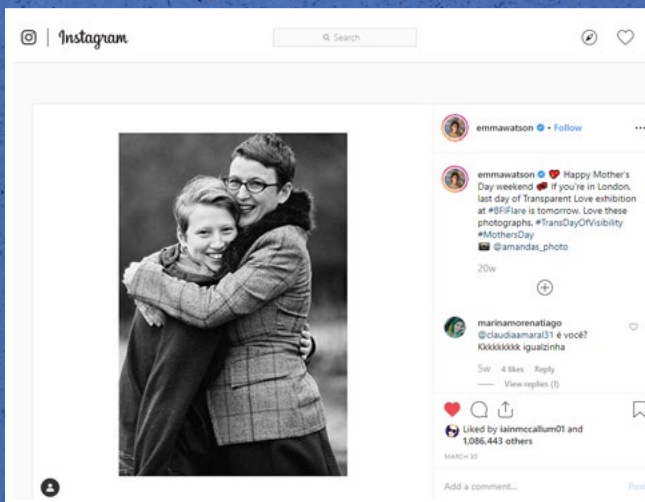 Instagram
Search
emmawatson • Follow
emmawatson ❤️ Happy Mother's
Day weekend 💝 If you're in London,
last day of Transparent Love exhibition
at #BFIFlare is tomorrow. Love these
photographs. #TransDayOfVisibility
#MothersDay
📷 @amandas_photo
20w
marinamorenatiago
@claudiaamaral31 é você?
Kkkkkkkkk igualzinha
5w 4 likes Reply
View replies (1)
Liked by iainmccallum01 and
1,086,443 others
MARCH 30
Add a comment...
Post